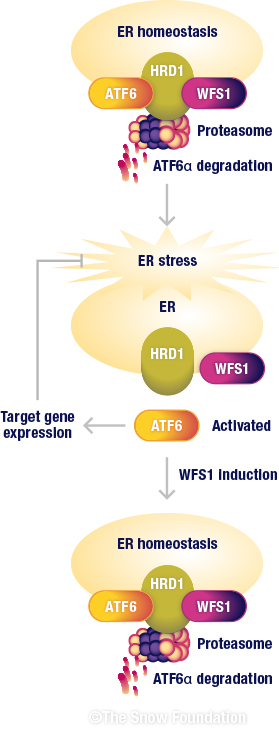 ER homeostasis
HRD1
ATF6
WFS1
Proteasome
ATF6α degradation
ER stress
ER
HRD1
WFS1
Target gene
expression
ATF6
Activated
WFS1 induction
ER homeostasis
HRD1
ATF6
WFS1
Proteasome
ATF6α degradation
©The Snow Foundation